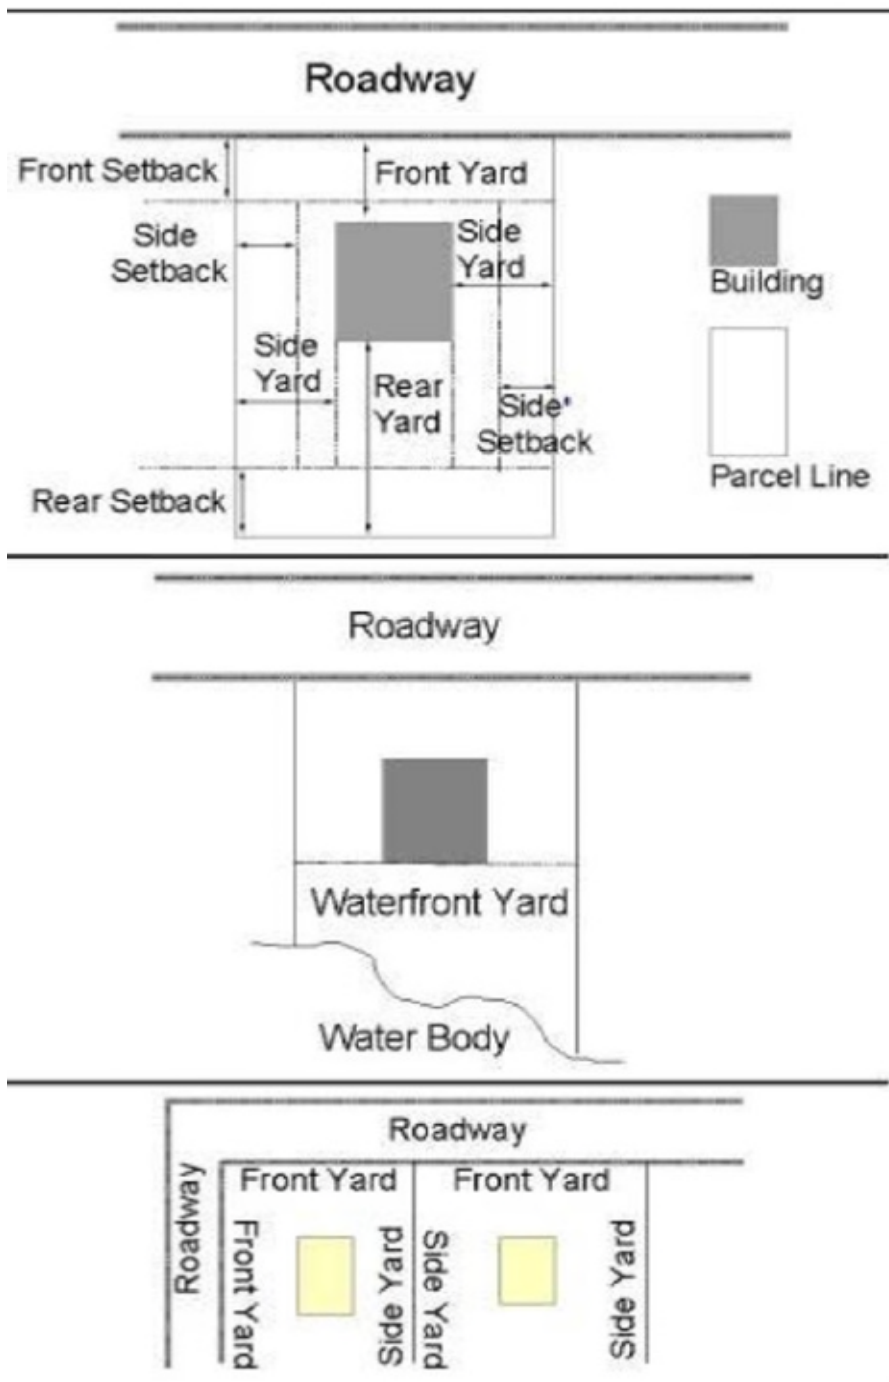 Roadway
Front Setback
Front Yard
Side
Setback
Side
Yard
Building
Side
Yard
Rear
Yard
Side
Setback
Parcel Line
Rear Setback
Roadway
Waterfront Yard
Water Body
Roadway
Roadway
Front Yard
Front Yard
Front Yard
Side Yard
Side Yard
Side Yard